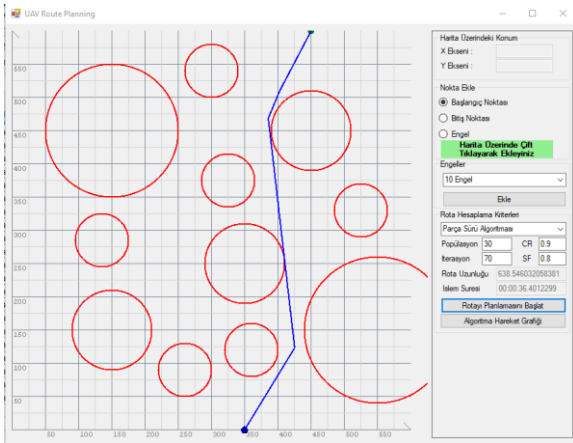 UAV Route Planning
550
500
450
400
350
300
250
200
150
100
50
50 100 150 200 250 300 350 400 450 500 550
Harita Üzerindeki Konum
X Ekseni :
Y Ekseni :
Nokta Ekle
Başlangıç Noktası
Bitiş Noktası
Engel
Harita Üzerinde Çift
Tıklayarak Ekleyiniz
Engeller
10 Engel
Ekle
Rota Hesaplama Kriterleri
Parça Sürü Algoritması
Popülasyon 30 CR 0.9
Iterasyon 70 SF 0.8
Rota Uzunluğu 638.546032058381
Islem Suresi 00:00:36.4012299
Rotayı Planlamasını Başlat
Algoritma Hareket Grafiği